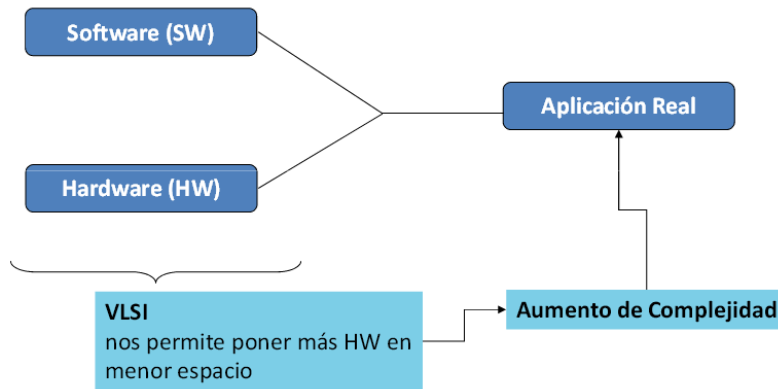 Software (SW)
Aplicación Real
Hardware (HW)
VLSI
nos permite poner más HW en
menor espacio
Aumento de Complejidad